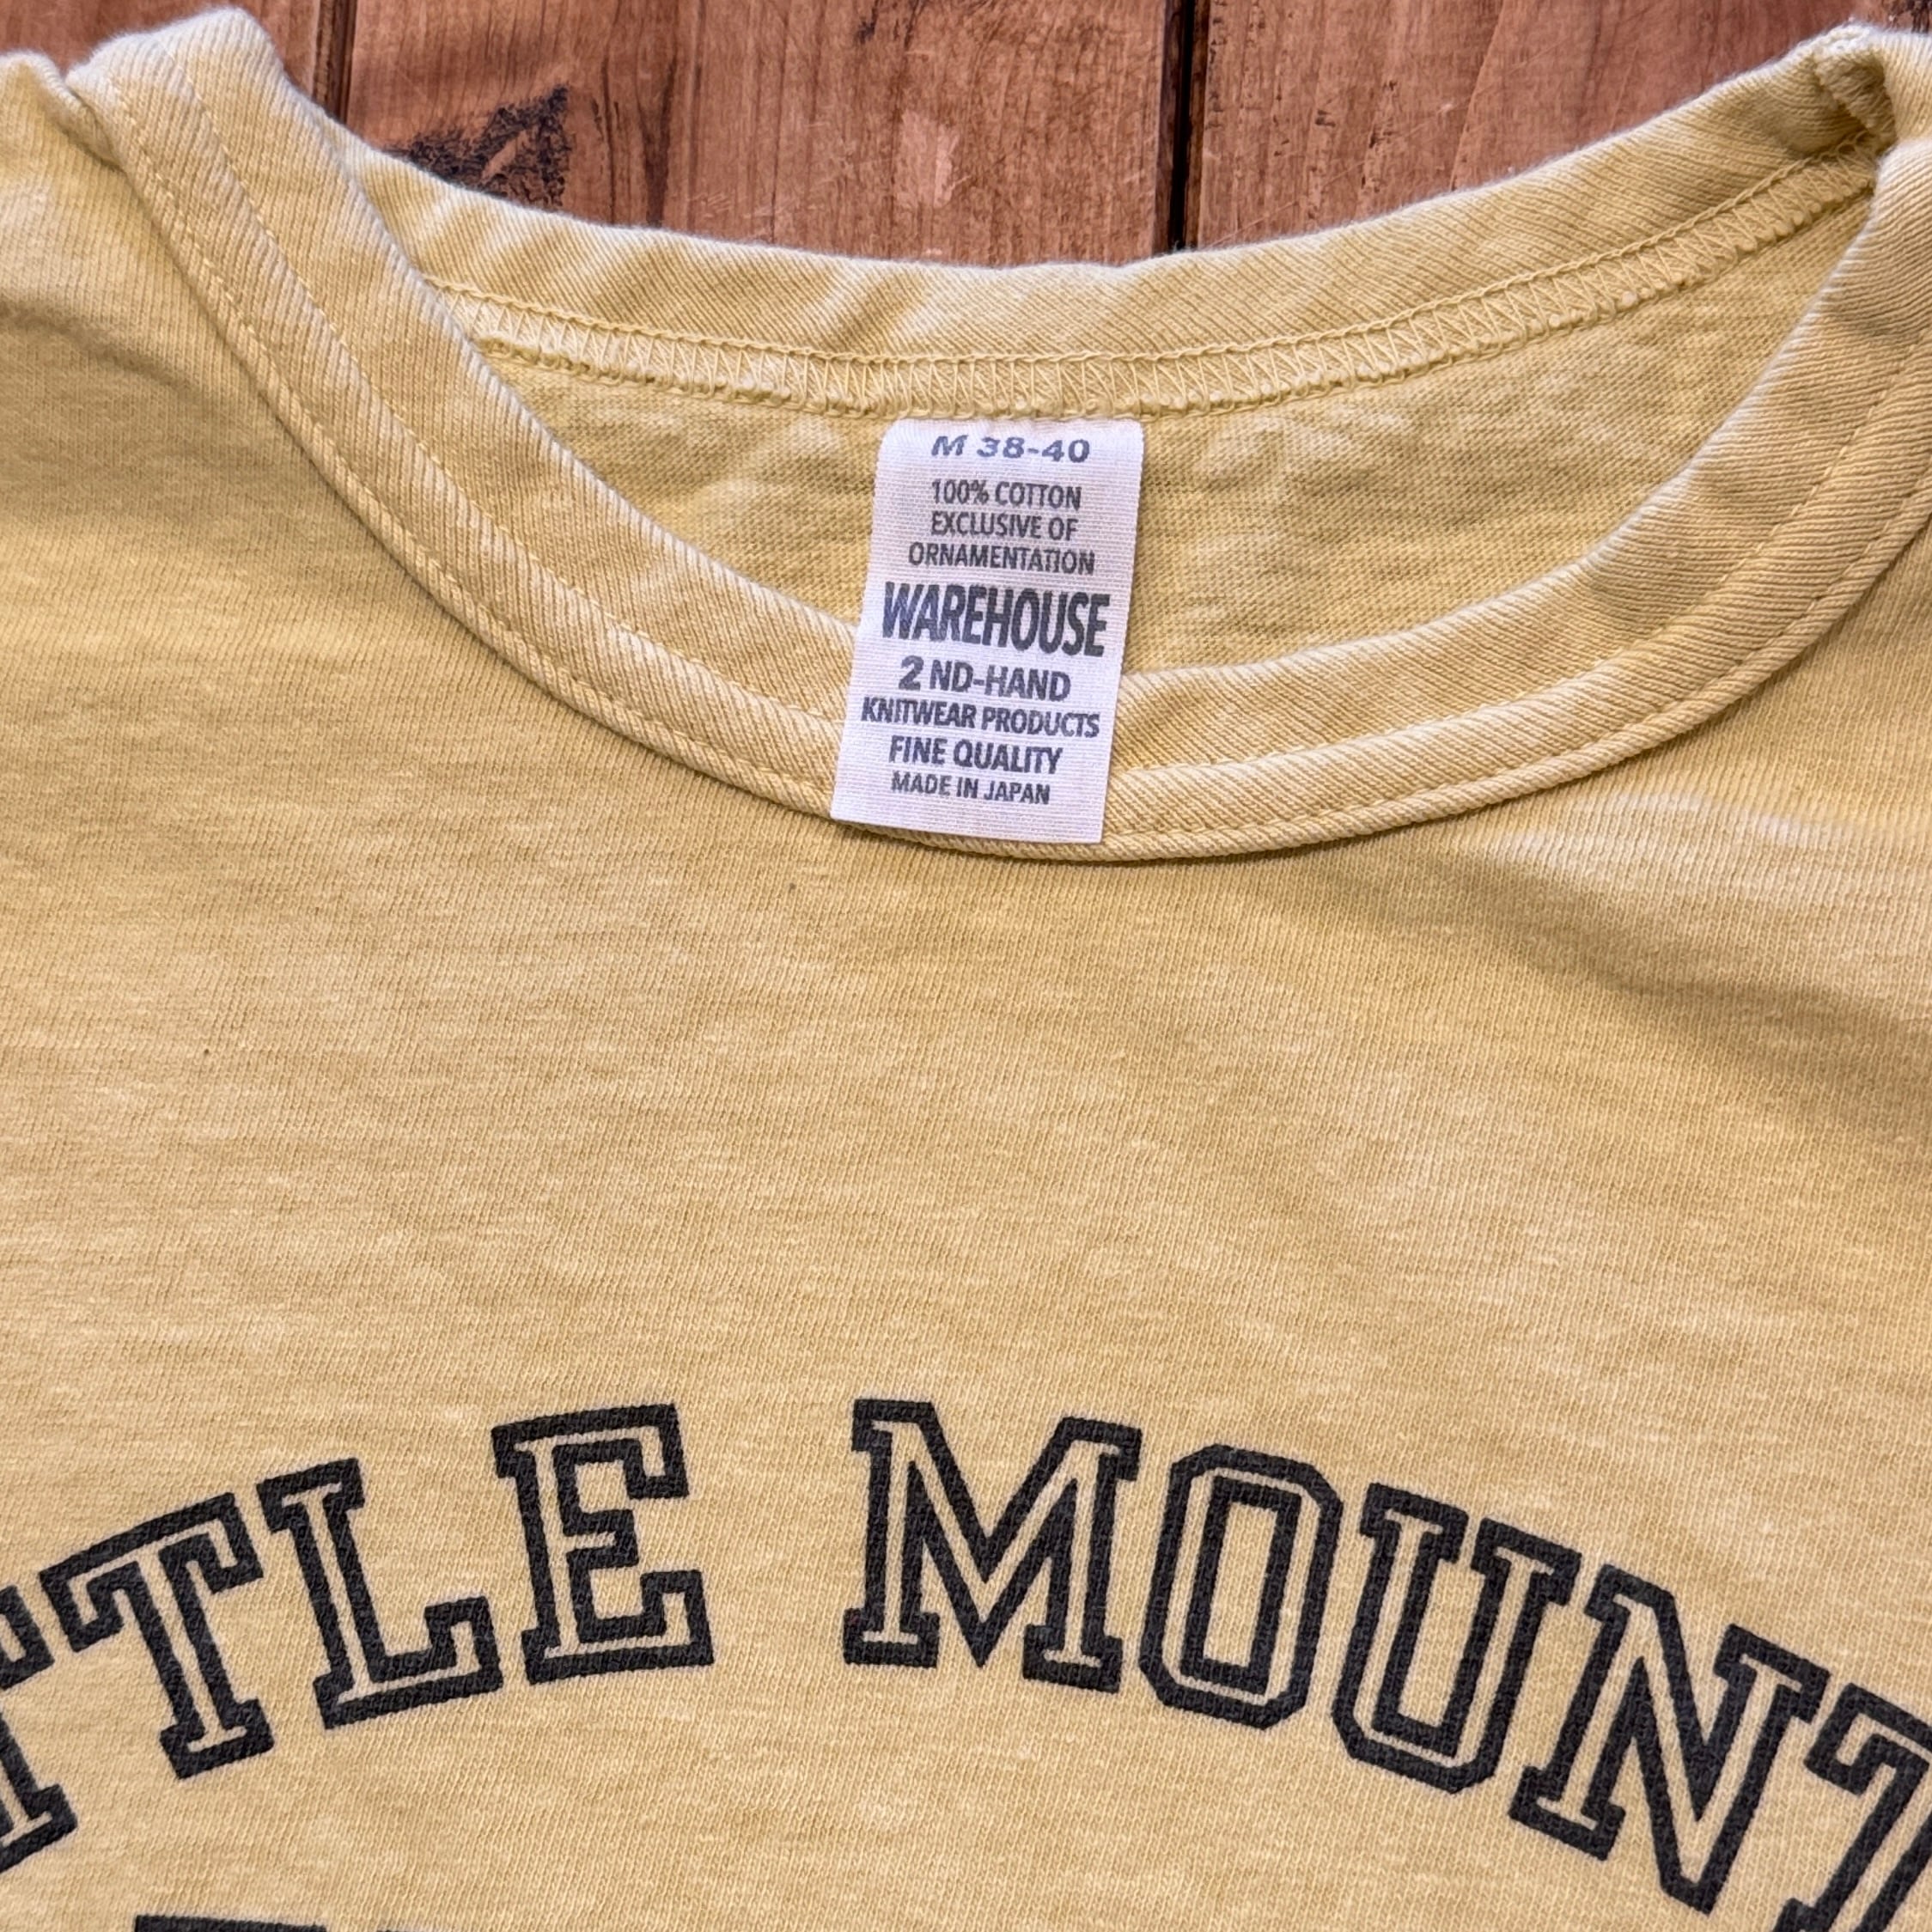 M 38-40
100% COTTON
EXCLUSIVE OF
ORNAMENTATION
WAREHOUSE
2 ND-HAND
KNITWEAR PRODUCTS
FINE QUALITY
MADE IN JAPAN
TTLE MOUNT